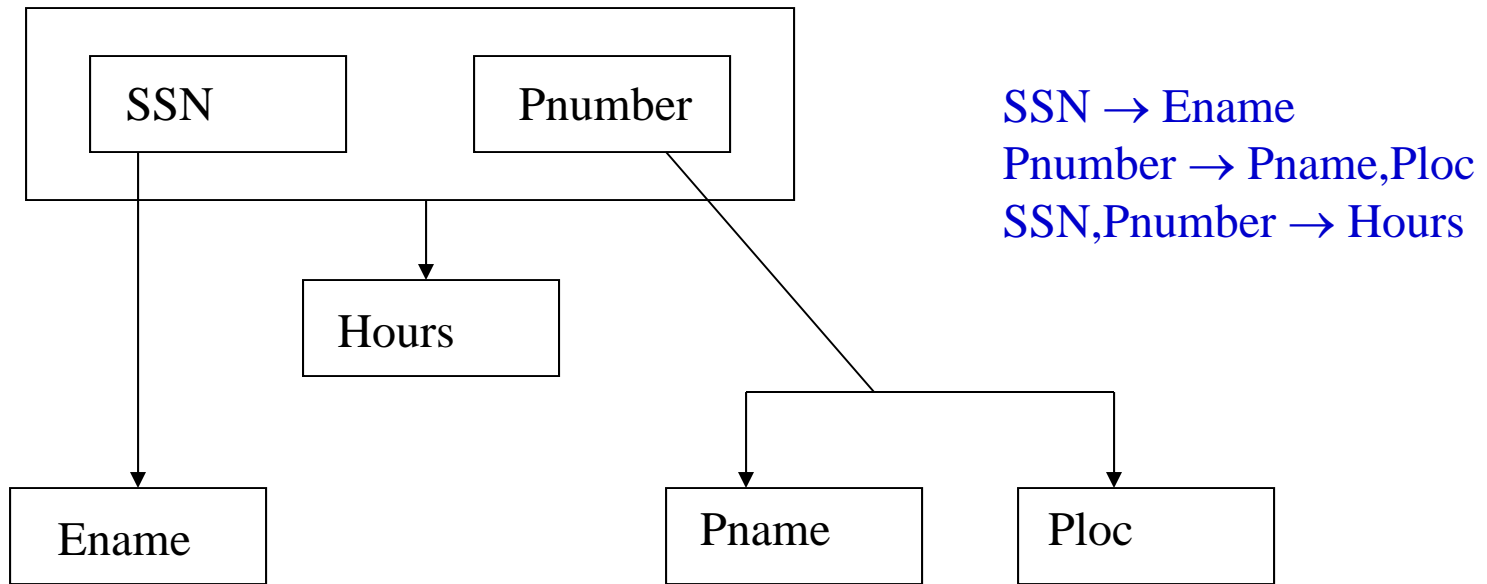 SSN
Pnumber
Hours
Ename
Pname
Ploc
SSN → Ename
Pnumber → Pname,Ploc
SSN,Pnumber → Hours